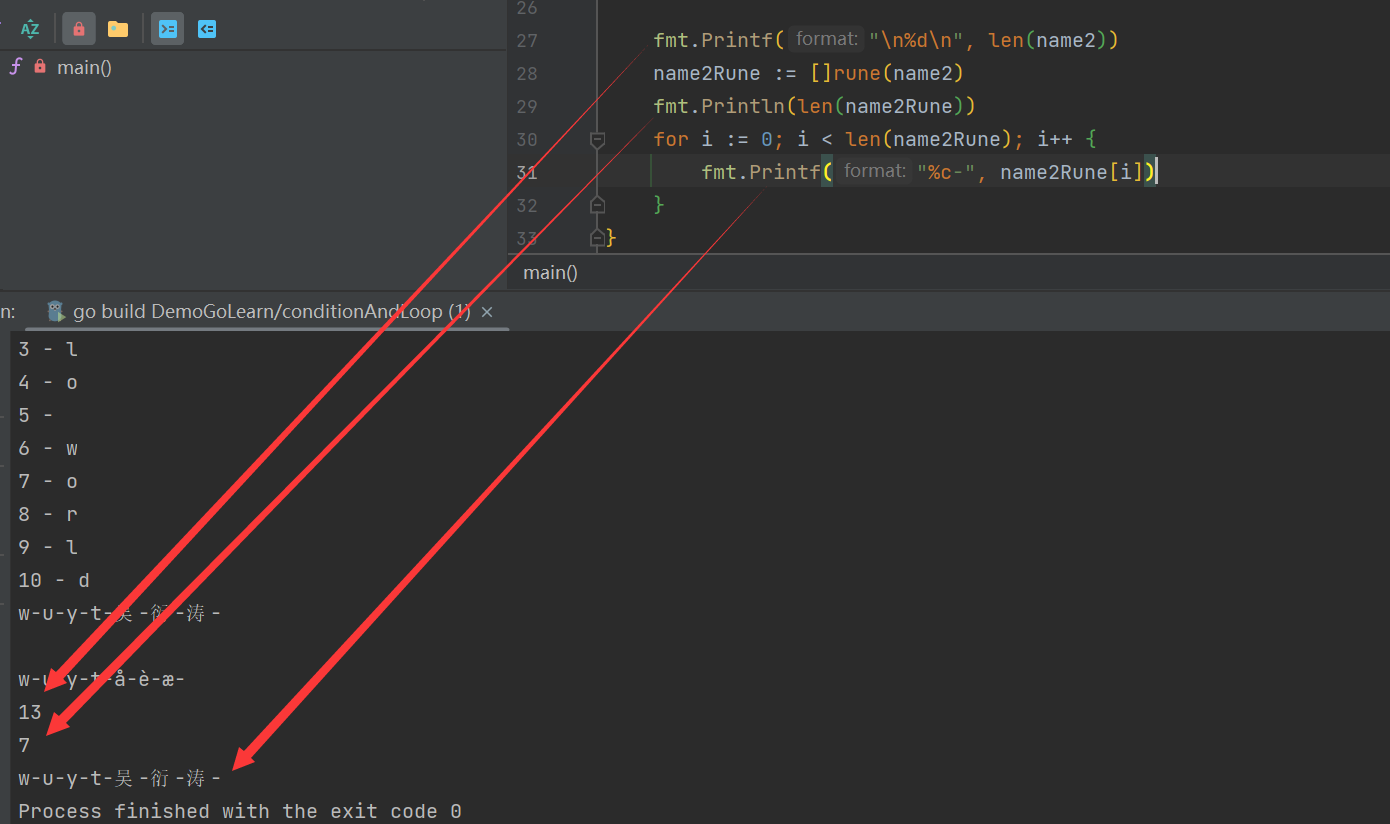 AZ
main()
26
27 fmt.Printf( format: "\n%d\n", len(name2))
28 name2Rune := []rune(name2)
29 fmt.Println(len(name2Rune))
30 for i := 0; i < len(name2Rune); i++ {
31 fmt.Printf( format: "%c-", name2Rune[i])
32 }
33 }
main()
n: go build DemoGoLearn/conditionAndLoop (1) ×
3 - l
4 - o
5 -
6 - w
7 - o
8 - r
9 - l
10 - d
w-u-y-t-吴-衍-涛-
w-u-y-t-å-è-æ-
13
7
w-u-y-t-吴-衍-涛-
Process finished with the exit code 0